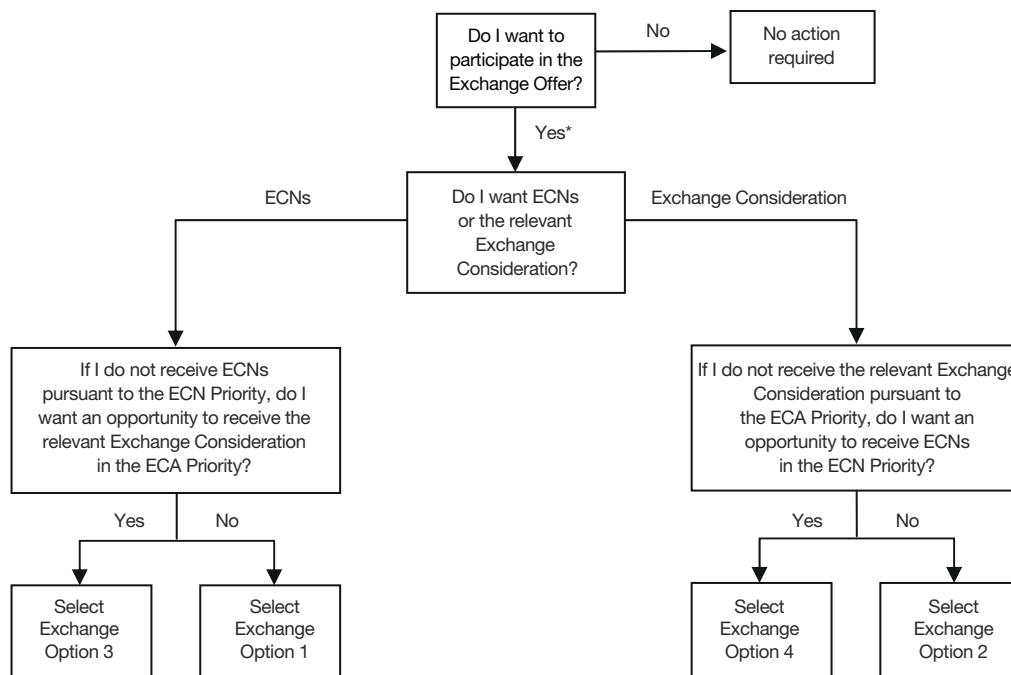 Do I want to
participate in the
Exchange Offer?
No
No action
required
Yes*
ECNs
Do I want ECNs
or the relevant
Exchange
Consideration?
Exchange Consideration
If I do not receive ECNs
pursuant to the ECN Priority, do I
want an opportunity to receive the
relevant Exchange Consideration
in the ECA Priority?
If I do not receive the relevant Exchange
Consideration pursuant to
the ECA Priority, do I want an
opportunity to receive ECNs
in the ECN Priority?
Yes
No
Yes
No
Select
Exchange
Option 3
Select
Exchange
Option 1
Select
Exchange
Option 4
Select
Exchange
Option 2